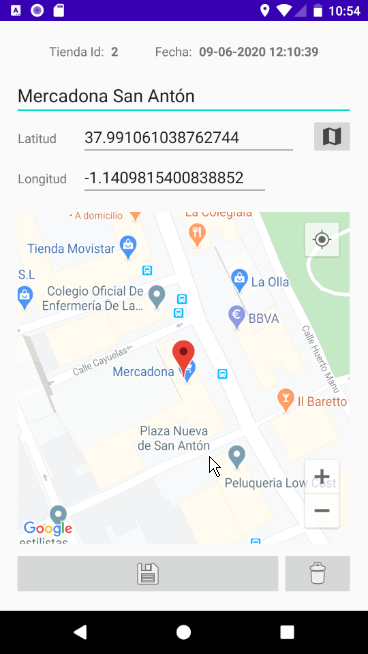 10:54
Tienda Id: 2 Fecha: 09-06-2020 12:10:39
Mercadona San Antón
Latitud 37.991061038762744
Longitud -1.1409815400838852
A domicilio
La Colegiala
Tienda Movistar
S.L
La Olla
Colegio Oficial De
Enfermería De La...
BBVA
Calle Huerto Manu
Calle Cayuelas
Mercadona
Il Baretto
Plaza Nueva
de San Antón
Peluqueria Low Cost
Google
estilistas